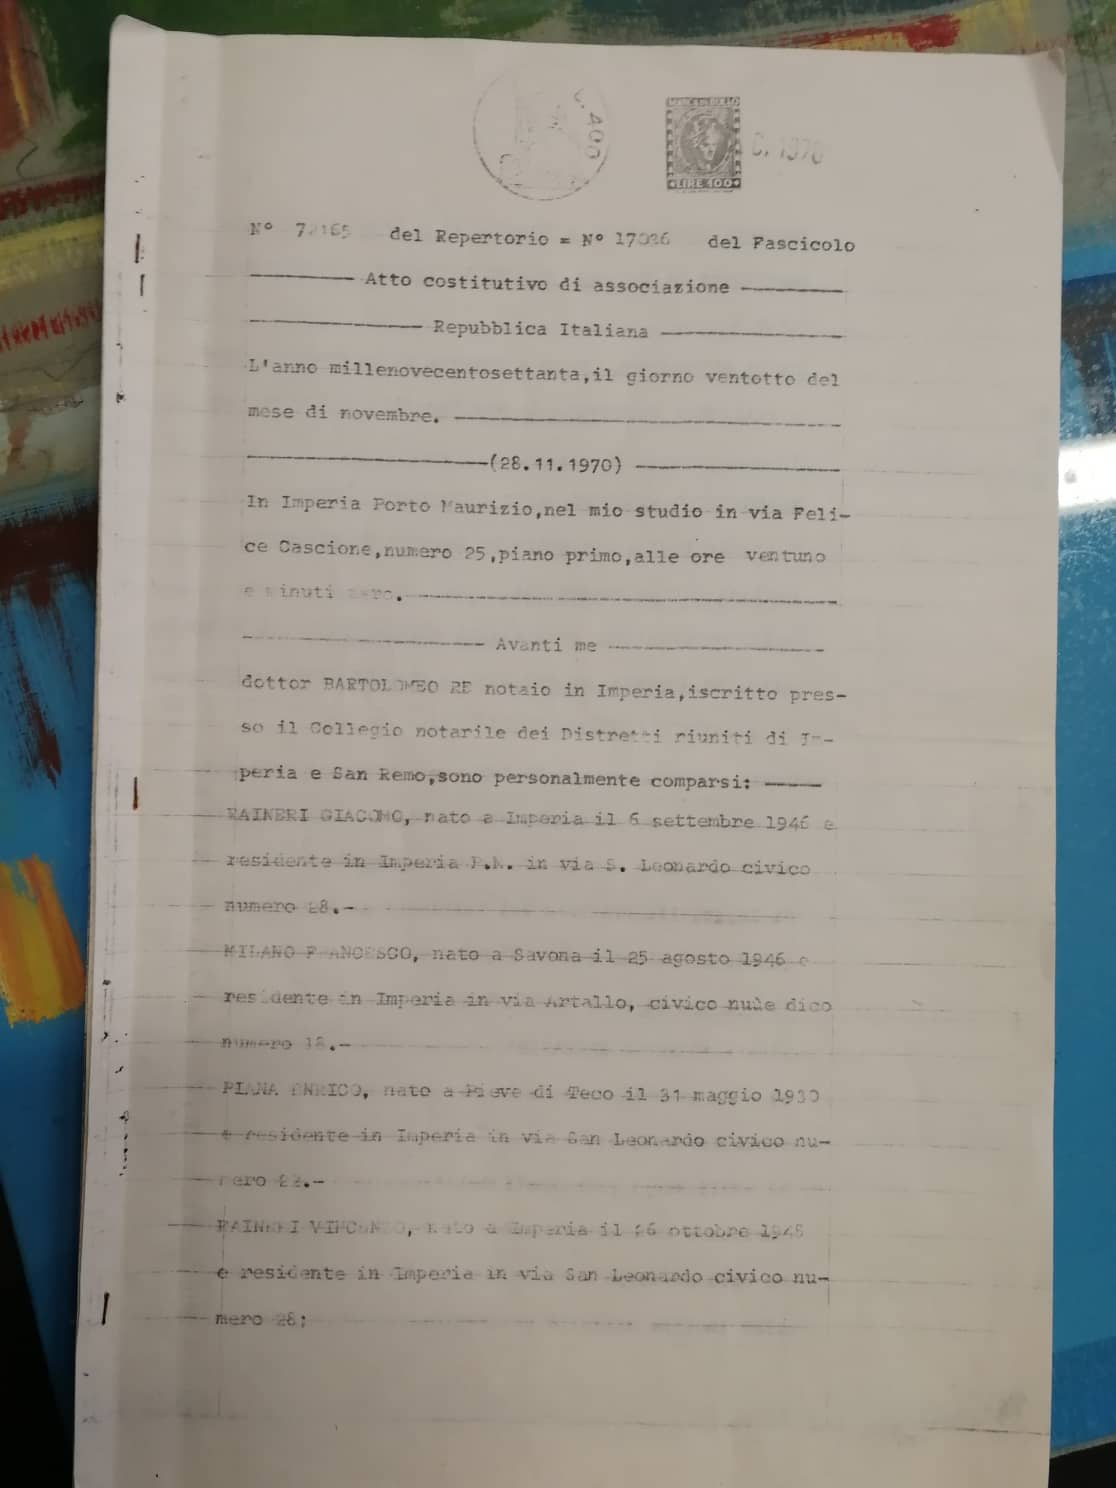 L. 400
MARCA DA BOLLO
LIRE 100
1970
N° del Repertorio = N° del Fascicolo
Atto costitutivo di associazione
Repubblica Italiana
L'anno millenovecentosettanta,il giorno ventotto del
mese di novembre.
(28.11.1970)
In Imperia Porto Maurizio,nel mio studio in via Feli-
ce Cascione,numero 25,piano primo,alle ore ventuno
e minuti zero.
Avanti me
dottor BARTOLOMEO RE notaio in Imperia,iscritto pres-
so il Collegio notarile dei Distretti riuniti di Im-
peria e San Remo,sono personalmente comparsi:
RAINERI GIACOMO, nato a Imperia il 6 settembre 1946 e
residente in Imperia P.M. in via S. Leonardo civico
numero 28.-
MILANO FRANCESCO, nato a Savona il 25 agosto 1946 e
residente in Imperia in via Artallo, civico dico
numero 18.-
PIANA ENRICO, nato a Pieve di Teco il 31 maggio 1930
e residente in Imperia in via San Leonardo civico nu-
mero 22.-
RAINERI VINCENZO, nato a Imperia il 26 ottobre
e residente in Imperia in via San Leonardo civico nu-
mero 28;